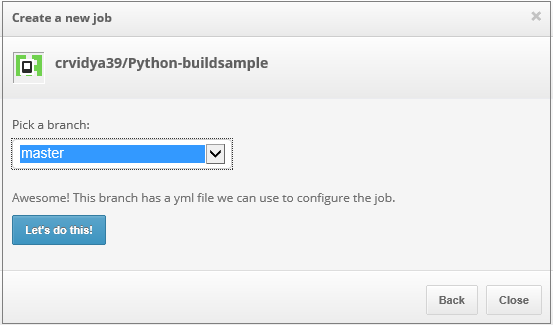 Create a new job
crvidya39/Python-buildsample
Pick a branch:
master
Awesome! This branch has a yml file we can use to configure the job.
Let's do this!
Back Close